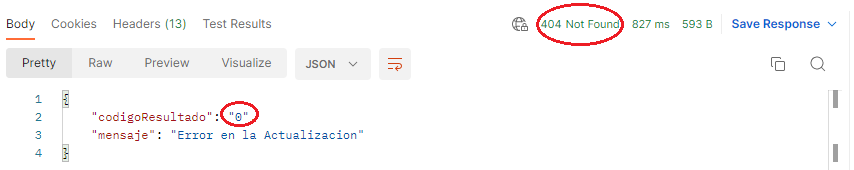 Body Cookies Headers (13) Test Results 404 Not Found 827 ms 593 B Save Response
Pretty Raw Preview Visualize JSON
1 {
2 "codigoResultado": "0"
3 "mensaje": "Error en la Actualizacion"
4 }